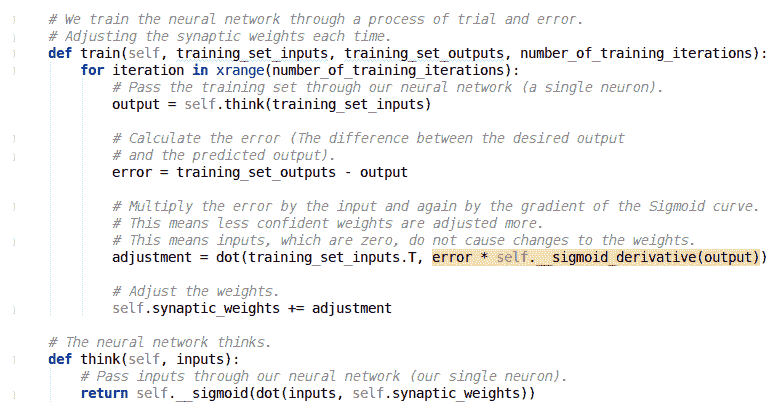 # We train the neural network through a process of trial and error.
# Adjusting the synaptic weights each time.
def train(self, training_set_inputs, training_set_outputs, number_of_training_iterations):
    for iteration in xrange(number_of_training_iterations):
        # Pass the training set through our neural network (a single neuron).
        output = self.think(training_set_inputs)

        # Calculate the error (The difference between the desired output
        # and the predicted output).
        error = training_set_outputs - output

        # Multiply the error by the input and again by the gradient of the Sigmoid curve.
        # This means less confident weights are adjusted more.
        # This means inputs, which are zero, do not cause changes to the weights.
        adjustment = dot(training_set_inputs.T, error * self.__sigmoid_derivative(output))

        # Adjust the weights.
        self.synaptic_weights += adjustment

# The neural network thinks.
def think(self, inputs):
    # Pass inputs through our neural network (our single neuron).
    return self.__sigmoid(dot(inputs, self.synaptic_weights))